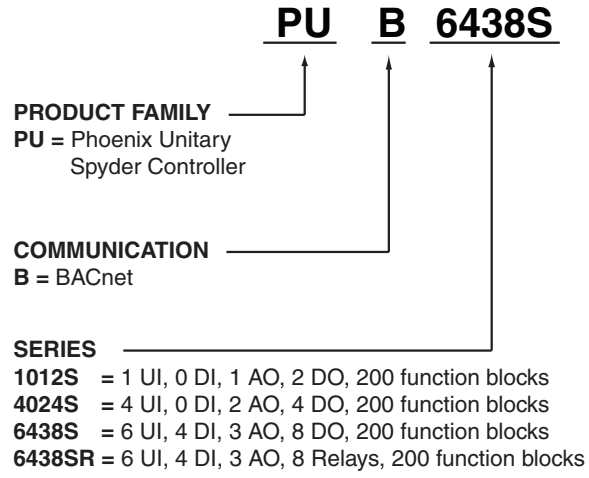 PU B 6438S
PRODUCT FAMILY
PU = Phoenix Unitary
Spyder Controller
COMMUNICATION
B = BACnet
SERIES
1012S = 1 UI, 0 DI, 1 AO, 2 DO, 200 function blocks
4024S = 4 UI, 0 DI, 2 AO, 4 DO, 200 function blocks
6438S = 6 UI, 4 DI, 3 AO, 8 DO, 200 function blocks
6438SR = 6 UI, 4 DI, 3 AO, 8 Relays, 200 function blocks